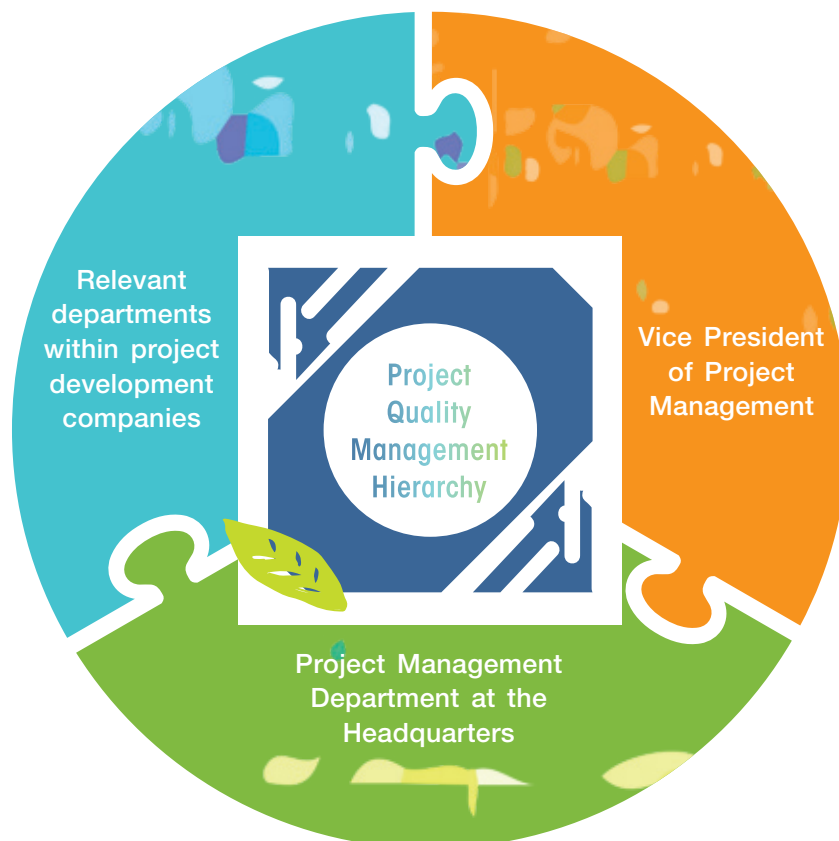 Relevant
departments
within project
development
companies
Project
Quality
Management
Hierarchy
Vice President
of Project
Management
Project Management
Department at the
Headquarters